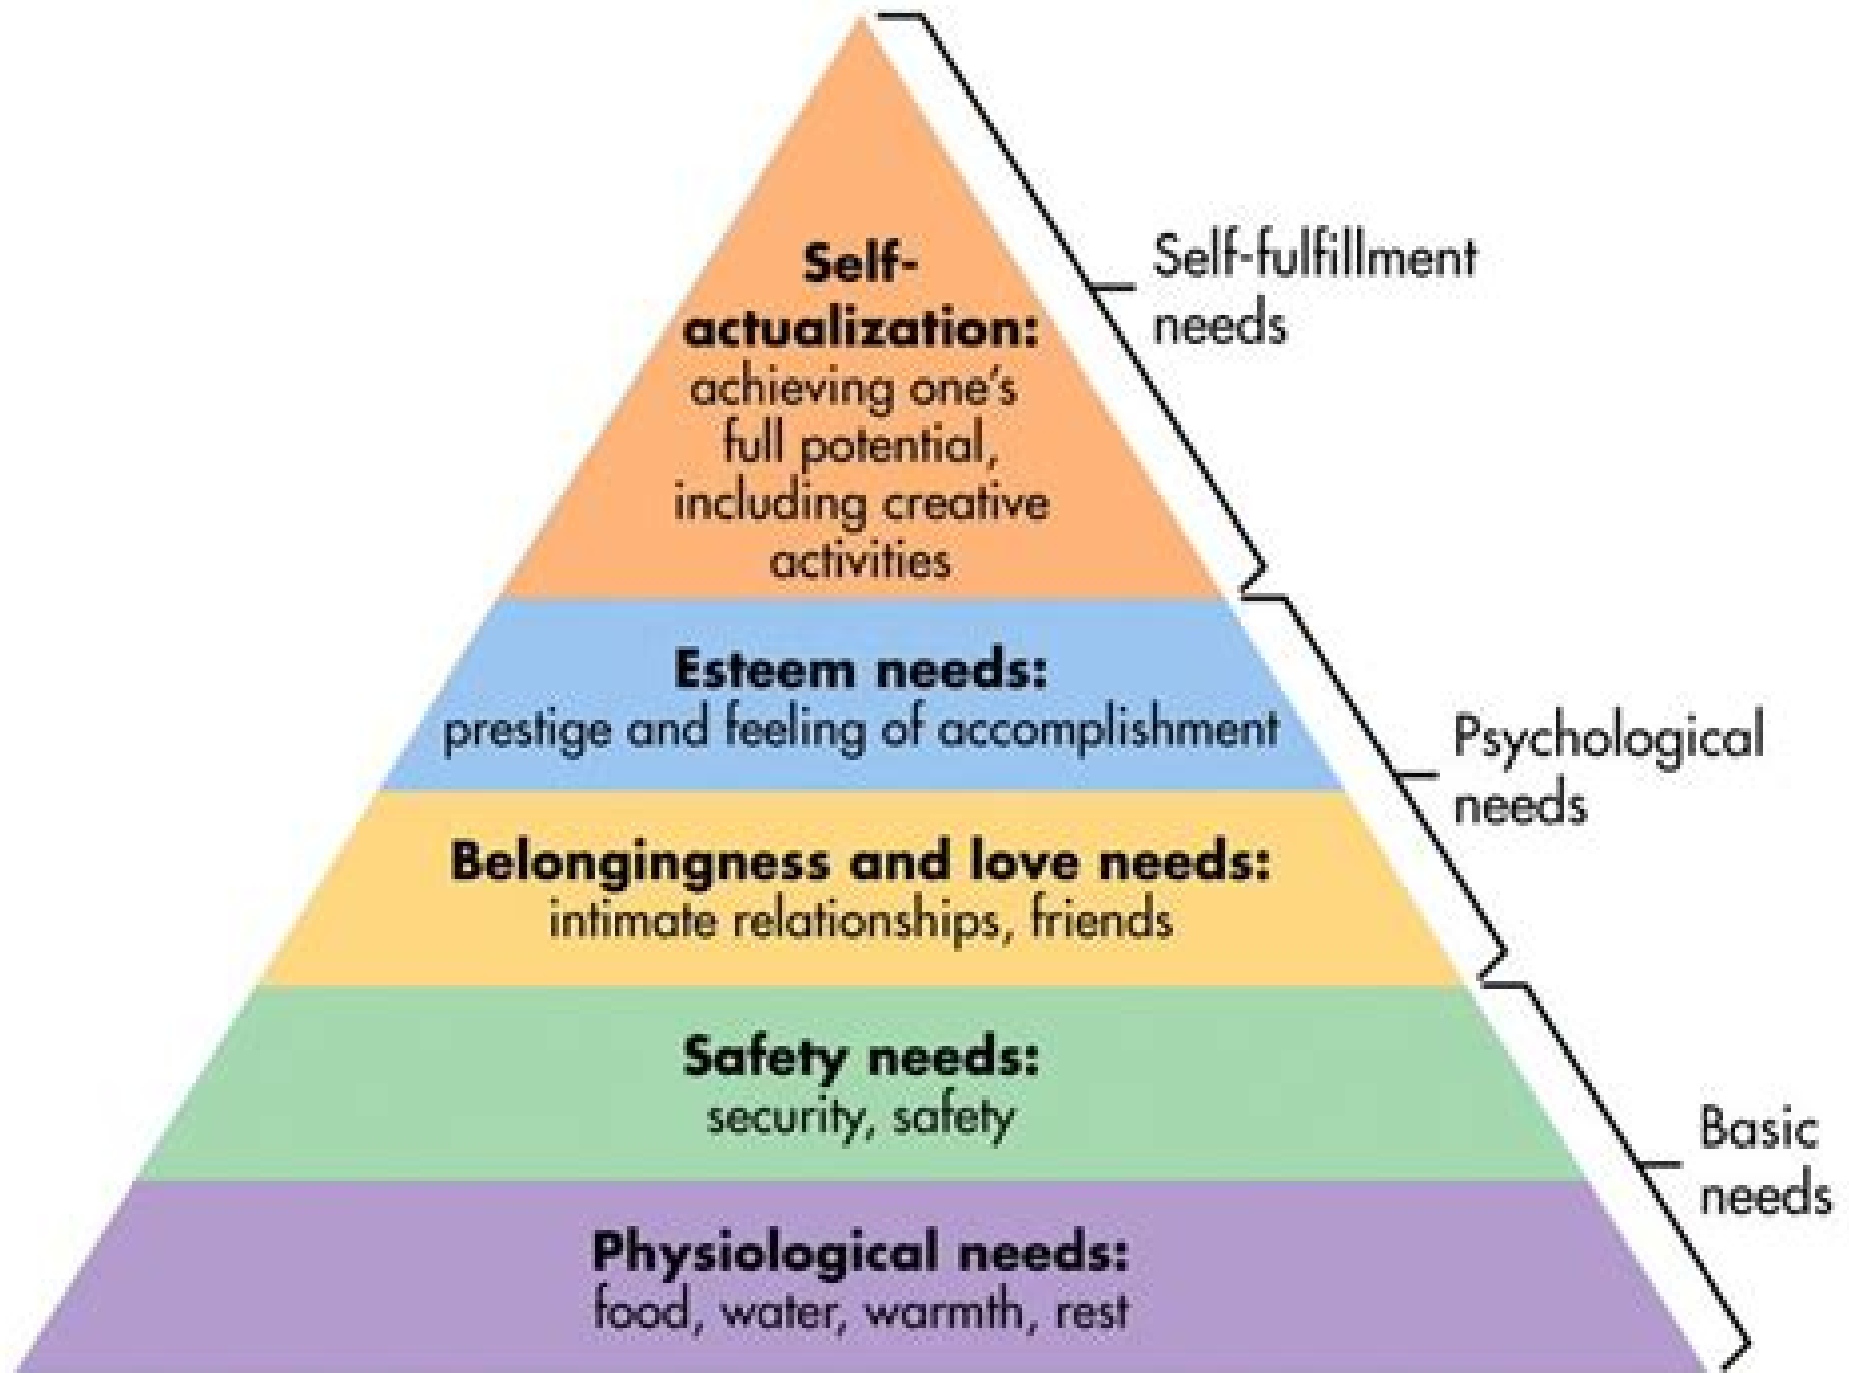 Self-
actualization:
achieving one's
full potential,
including creative
activities
Self-fulfillment
needs
Esteem needs:
prestige and feeling of accomplishment
Psychological
needs
Belongingness and love needs:
intimate relationships, friends
Safety needs:
security, safety
Basic
needs
Physiological needs:
food, water, warmth, rest